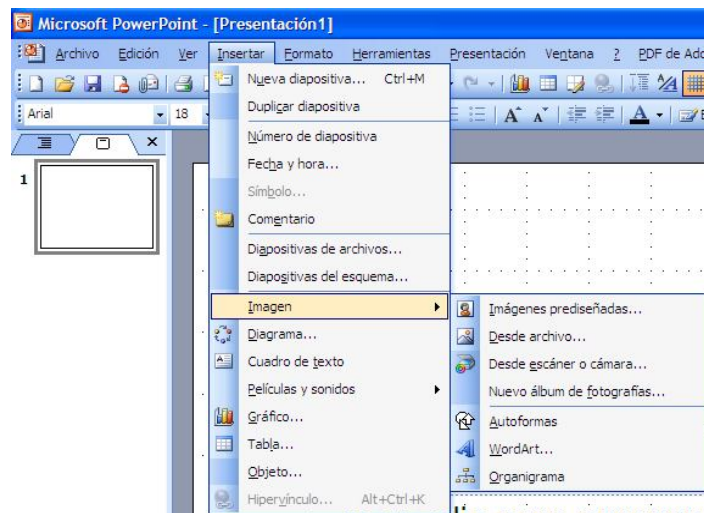 Microsoft PowerPoint - [Presentación1]
Archivo Edición Ver Insertar Formato Herramientas Presentación Ventana ? PDF de
Arial 18
1
Nueva diapositiva... Ctrl+M
Duplicar diapositiva
Número de diapositiva
Fecha y hora...
Símbolo...
Comentario
Diapositivas de archivos...
Diapositivas del esquema...
Imagen
Diagrama...
Cuadro de texto
Películas y sonidos
Gráfico...
Tabla...
Objeto...
Hipervínculo... Alt+Ctrl+K
Imágenes prediseñadas...
Desde archivo...
Desde escáner o cámara...
Nuevo álbum de fotografías...
Autoformas
WordArt...
Organigrama